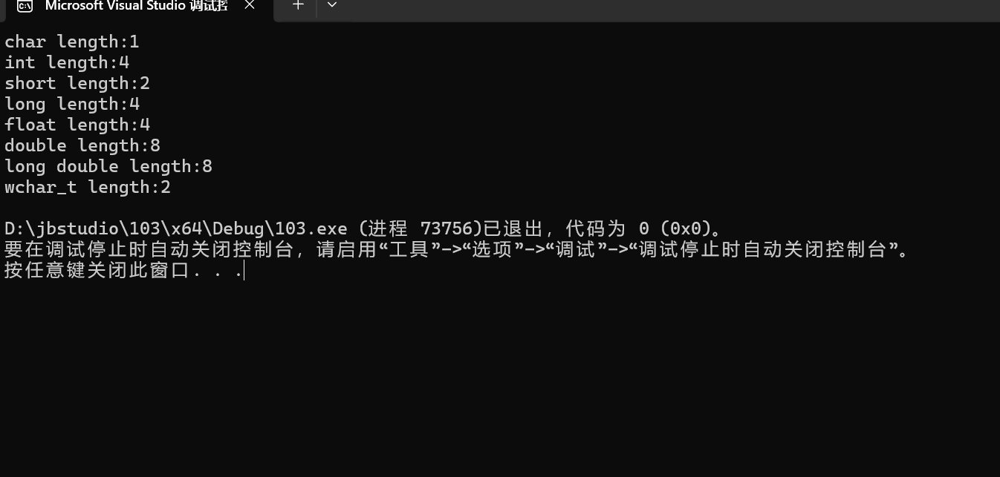 Microsoft Visual Studio 调试控
char length:1
int length:4
short length:2
long length:4
float length:4
double length:8
long double length:8
wchar_t length:2
D:\jbstudio\103\x64\Debug\103.exe (进程 73756)已退出，代码为 0 (0x0)。
要在调试停止时自动关闭控制台，请启用“工具”->“选项”->“调试”->“调试停止时自动关闭控制台”。
按任意键关闭此窗口. . .